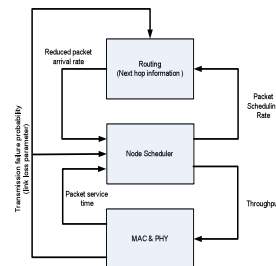 Reduced packet
arrival rate
Routing
(Next hop information )
Packet
Schedulin
Rate
Transmission failure probability
(link loss parameter)
Node Scheduler
Packet service
time
Throughpu
MAC & PHY